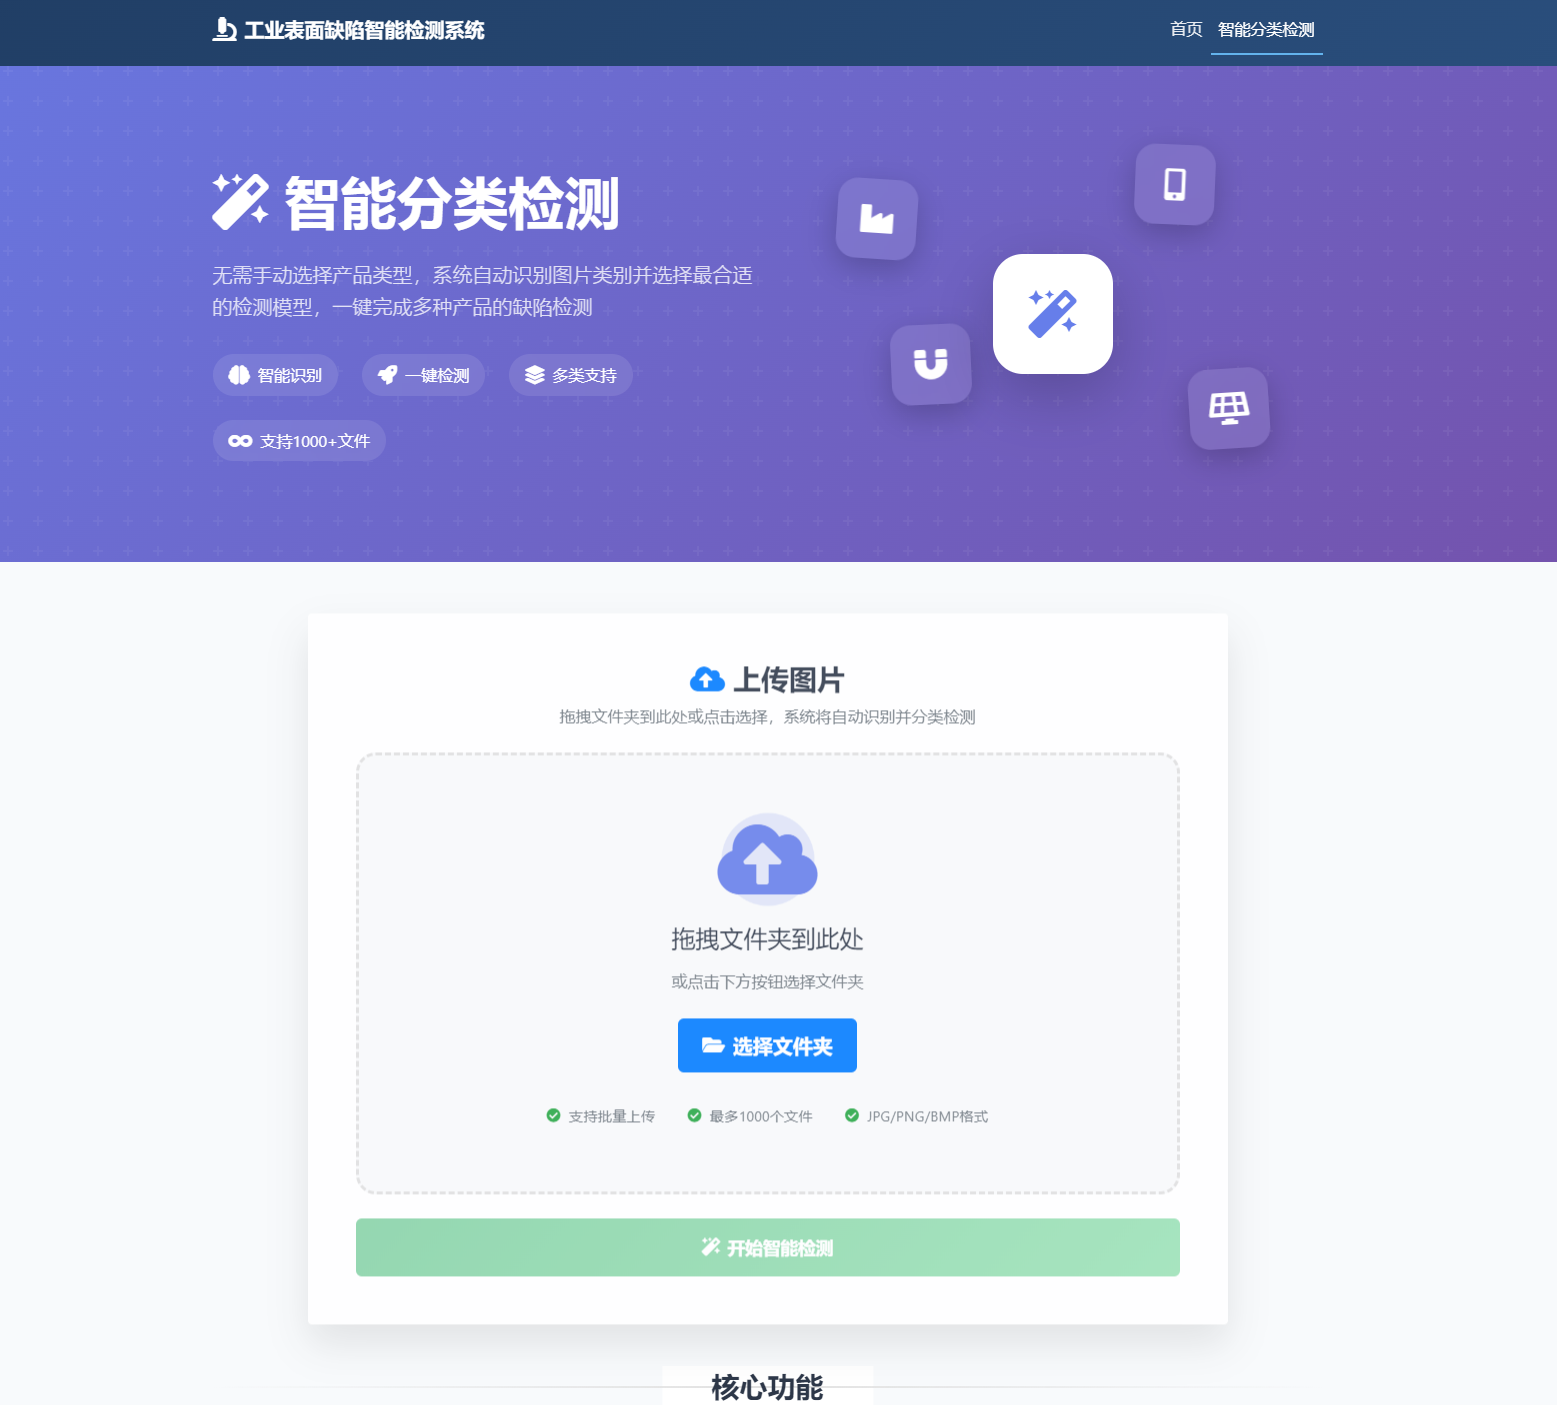 工业表面缺陷智能检测系统
首页
智能分类检测
智能分类检测
无需手动选择产品类型，系统自动识别图片类别并选择最合适
的检测模型，一键完成多种产品的缺陷检测
智能识别
一键检测
多类支持
支持1000+文件
上传图片
拖拽文件夹到此处或点击选择，系统将自动识别并分类检测
拖拽文件夹到此处
或点击下方按钮选择文件夹
选择文件夹
支持批量上传
最多1000个文件
JPG/PNG/BMP格式
开始智能检测
核心功能